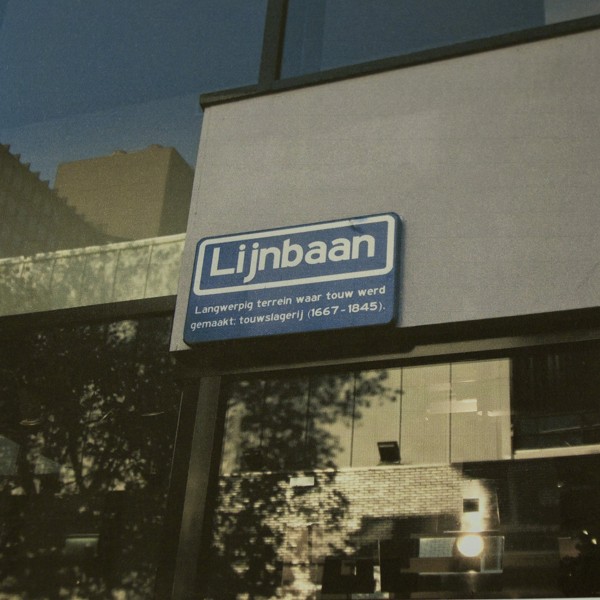 Lijnbaan
Langwerpig terrein waar touw werd
gemaakt: touwslagerij (1667-1845).